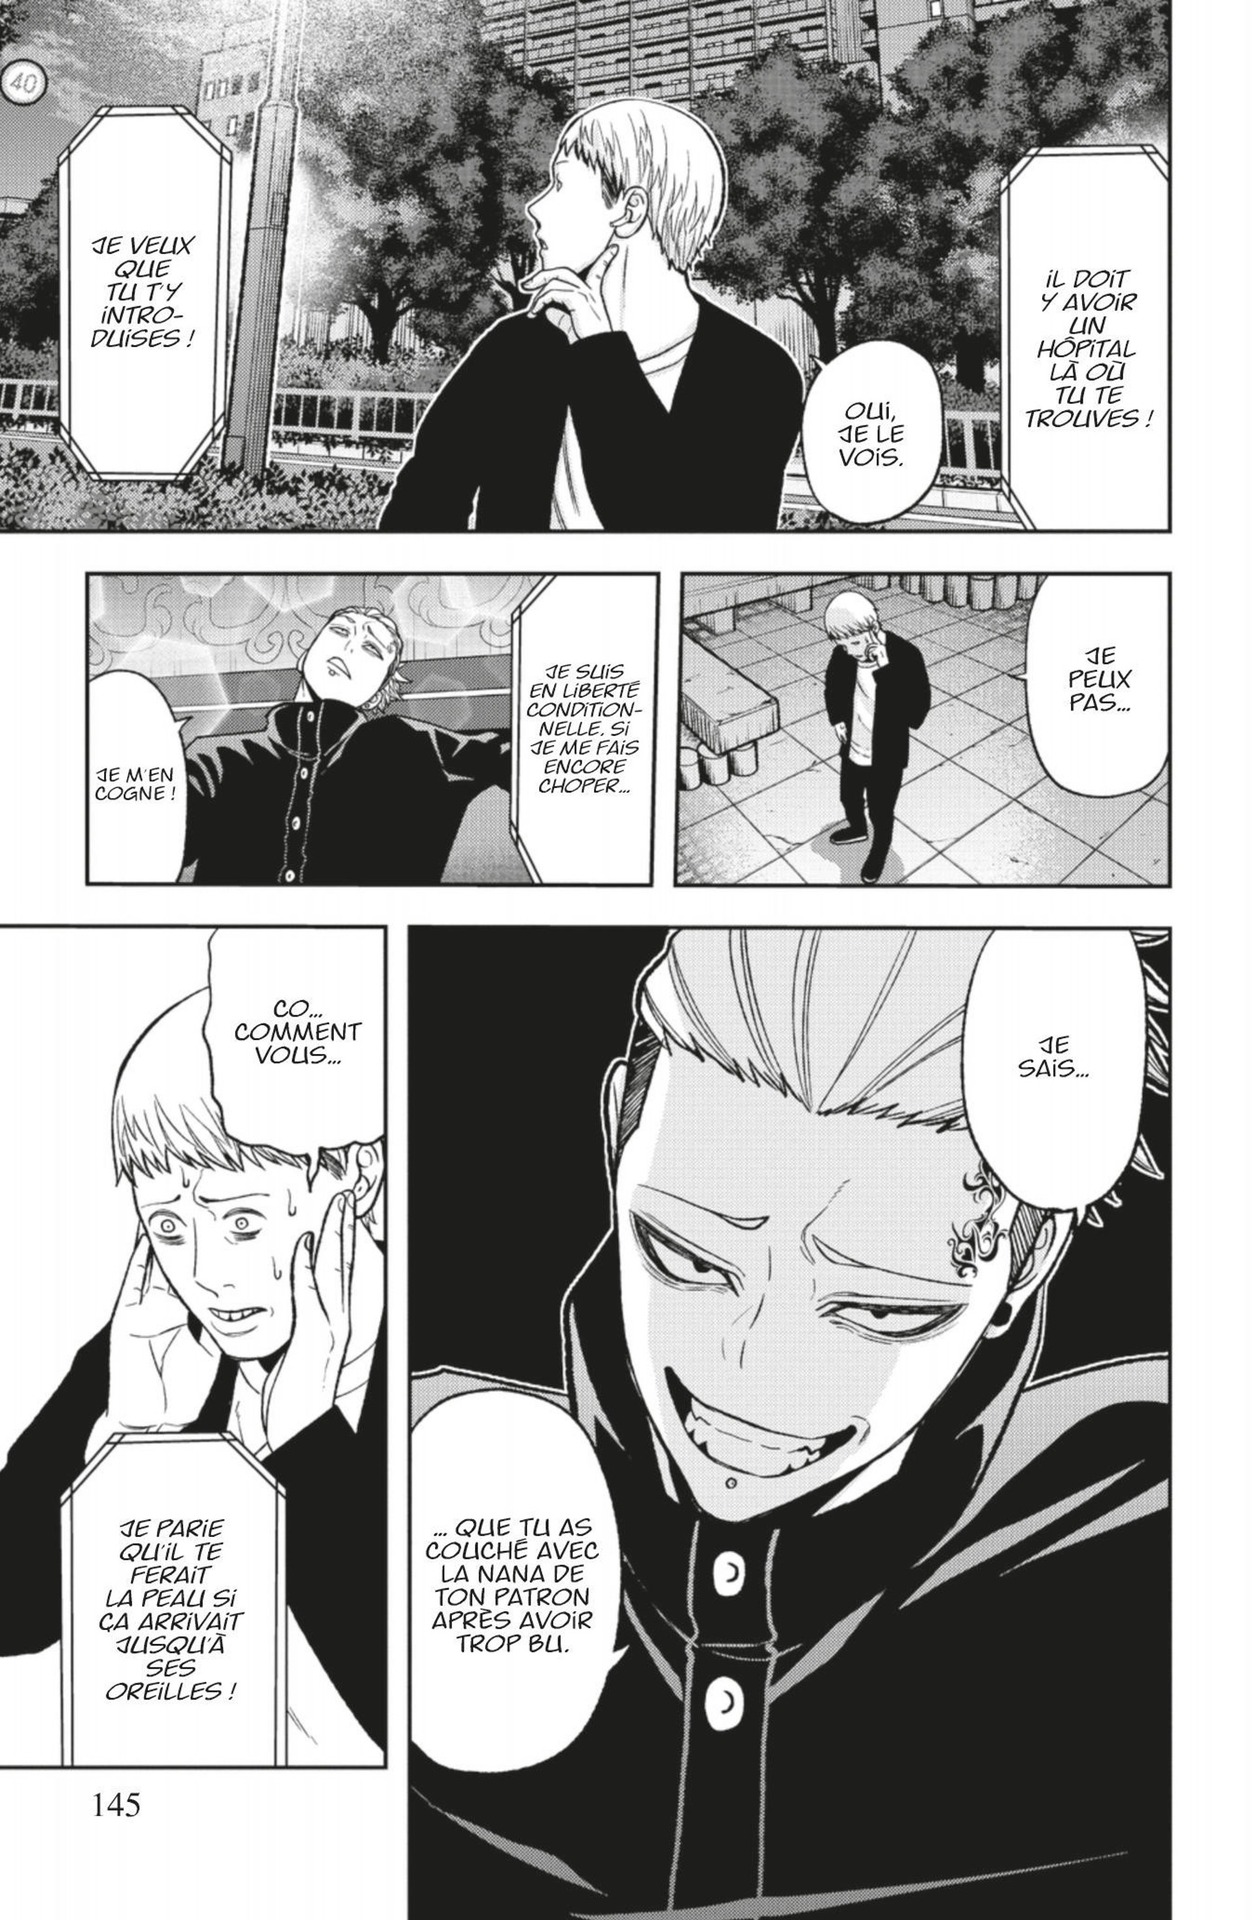 IL DOIT
Y AVOIR
UN
HÔPITAL
LÀ OÙ
TU TE
TROUVES !
OUI,
JE LE
VOIS.
40
JE VEUX
QUE
TU T'Y
INTRO-
DUISES !
JE
PEUX
PAS...
JE SUIS
EN LIBERTÉ
CONDITION-
NELLE. SI
JE ME FAIS
ENCORE
CHOPER...
JE M'EN
COGNE !
JE
SAIS...
... QUE TU AS
COUCHÉ AVEC
LA NANA DE
TON PATRON
APRÈS AVOIR
TROP BU.
CO...
COMMENT
VOUS...
JE PARIE
QU'IL TE
FERAIT
LA PEAU SI
ÇA ARRIVAIT
JUSQU'À
SES
OREILLES !
145